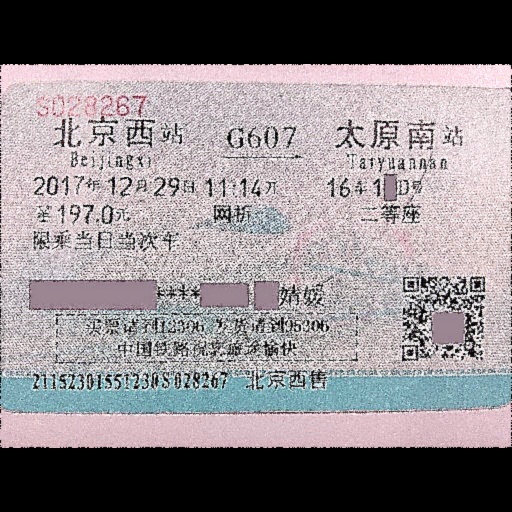 S028267
北京西站 G607 太原南站
Beijingxi Taiyuannan
2017年12月29日11:14开 16车1 D号
¥197.0元 网折 二等座
限乘当日当次车
**** 婧媛
买票请到12306 发货请到95306
中国铁路祝您旅途愉快
21152301551230S028267 北京西售